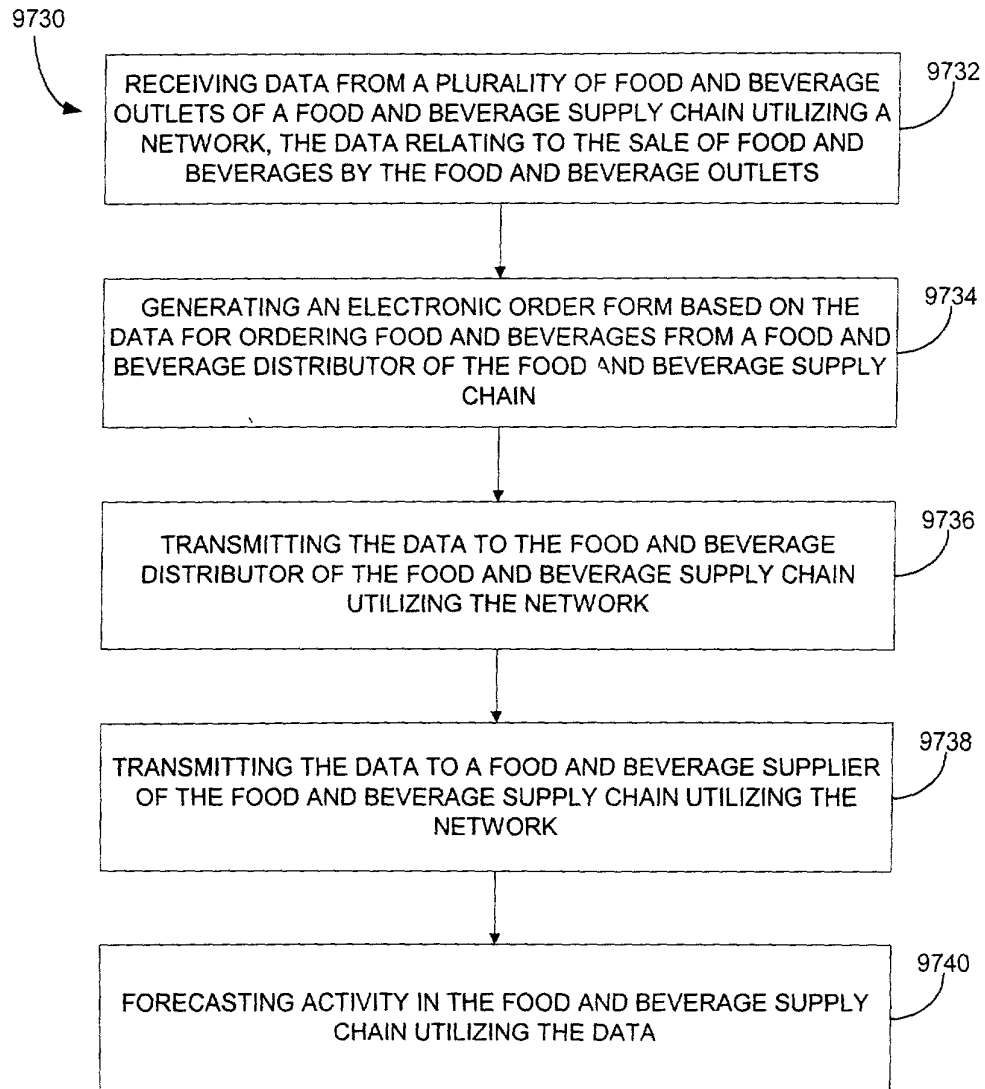 9730
RECEIVING DATA FROM A PLURALITY OF FOOD AND BEVERAGE
OUTLETS OF A FOOD AND BEVERAGE SUPPLY CHAIN UTILIZING A
NETWORK, THE DATA RELATING TO THE SALE OF FOOD AND
BEVERAGES BY THE FOOD AND BEVERAGE OUTLETS
9732
GENERATING AN ELECTRONIC ORDER FORM BASED ON THE
DATA FOR ORDERING FOOD AND BEVERAGES FROM A FOOD AND
BEVERAGE DISTRIBUTOR OF THE FOOD AND BEVERAGE SUPPLY
CHAIN
9734
TRANSMITTING THE DATA TO THE FOOD AND BEVERAGE
DISTRIBUTOR OF THE FOOD AND BEVERAGE SUPPLY CHAIN
UTILIZING THE NETWORK
9736
TRANSMITTING THE DATA TO A FOOD AND BEVERAGE SUPPLIER
OF THE FOOD AND BEVERAGE SUPPLY CHAIN UTILIZING THE
NETWORK
9738
FORECASTING ACTIVITY IN THE FOOD AND BEVERAGE SUPPLY
CHAIN UTILIZING THE DATA
9740